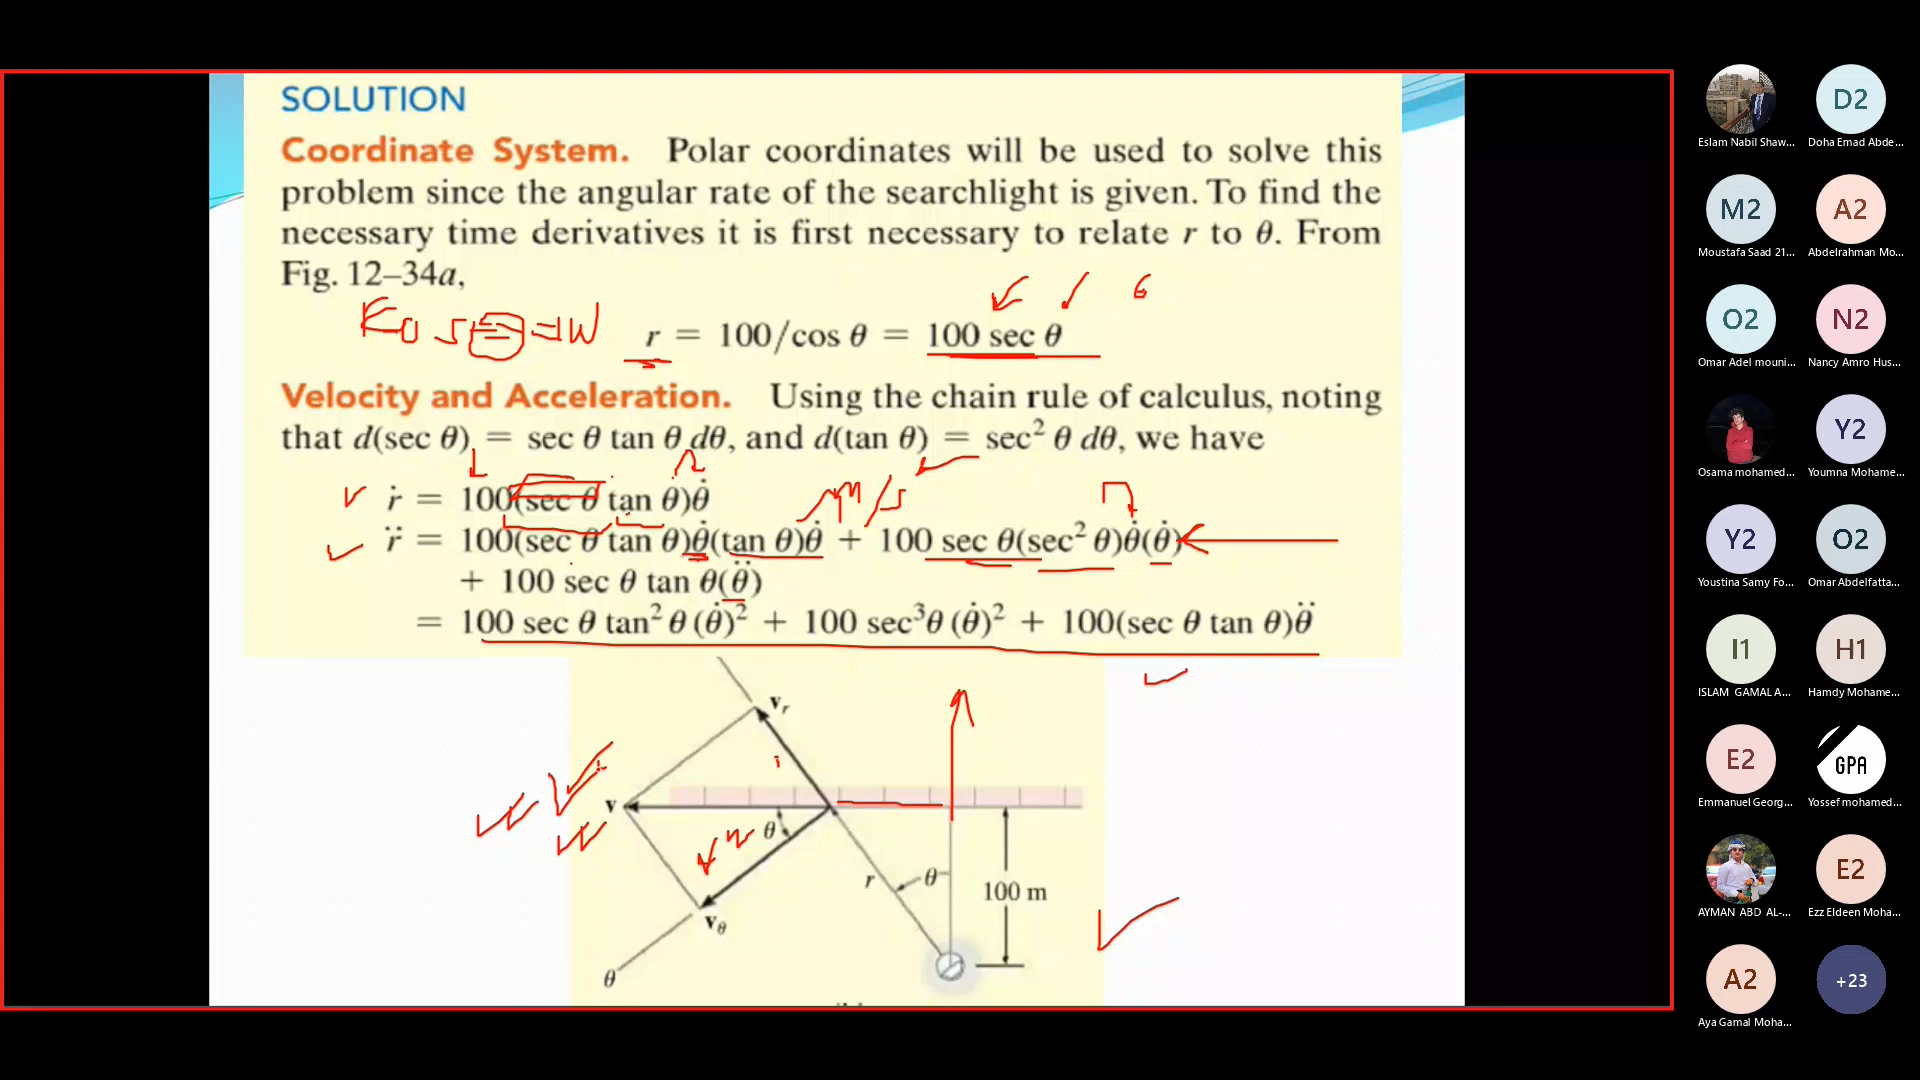 SOLUTION
Coordinate System. Polar coordinates will be used to solve this
problem since the angular rate of the searchlight is given. To find the
necessary time derivatives it is first necessary to relate r to θ. From
Fig. 12–34a,
r = 100/cos θ = 100 sec θ
Velocity and Acceleration. Using the chain rule of calculus, noting
that d(sec θ) = sec θ tan θ dθ, and d(tan θ) = sec² θ dθ, we have
ṙ = 100(sec θ tan θ)θ̇
m/s
r̈ = 100(sec θ tan θ)θ̇(tan θ)θ̇ + 100 sec θ(sec² θ)θ̇(θ̇)
+ 100 sec θ tan θ(θ̈)
= 100 sec θ tan² θ (θ̇)² + 100 sec³θ (θ̇)² + 100(sec θ tan θ)θ̈
vr
v
θ
r
θ
100 m
vθ
θ
Eslam Nabil Shaw...
D2
Doha Emad Abde...
M2
Moustafa Saad 21...
A2
Abdelrahman Mo...
O2
Omar Adel mouni...
N2
Nancy Amro Hus...
Osama mohamed...
Y2
Youmna Mohame...
Y2
Youstina Samy Fo...
O2
Omar Abdelfatta...
I1
ISLAM GAMAL A...
H1
Hamdy Mohame...
E2
Emmanuel Georg...
GPA
Yossef mohamed...
AYMAN ABD AL-...
E2
Ezz Eldeen Moha...
A2
Aya Gamal Moha...
+23